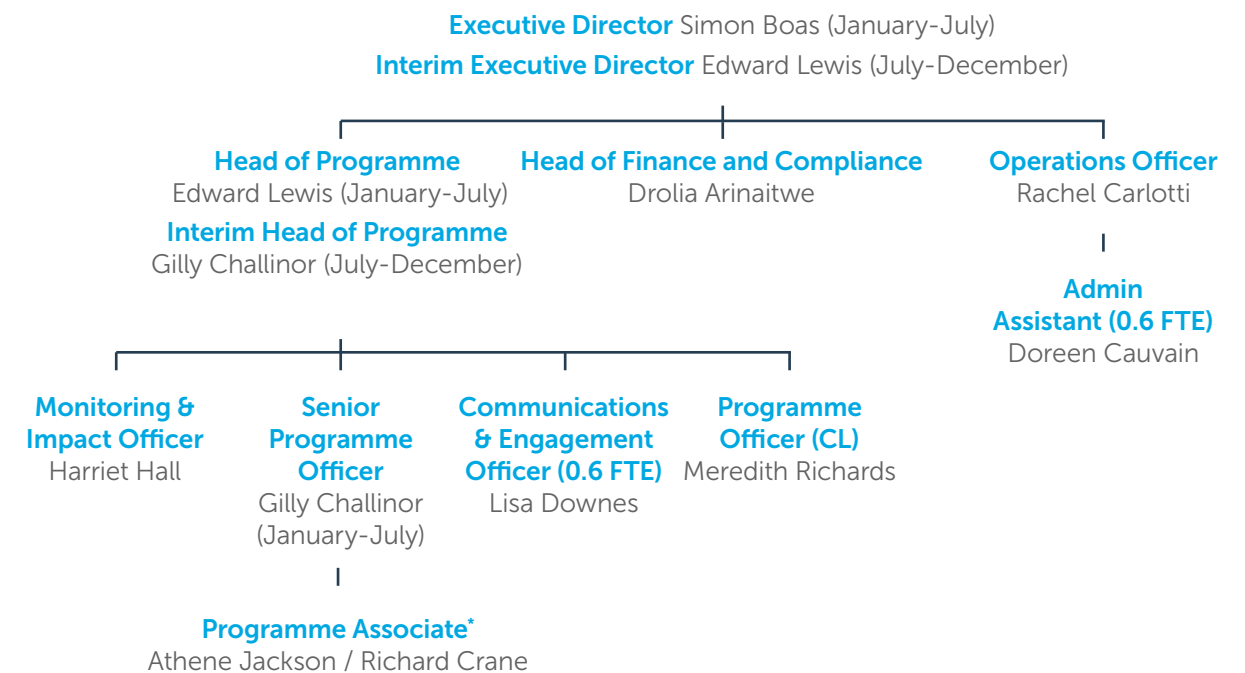 Executive Director Simon Boas (January-July)
Interim Executive Director Edward Lewis (July-December)
Head of Programme
Edward Lewis (January-July)
Interim Head of Programme
Gilly Challinor (July-December)
Head of Finance and Compliance
Drolia Arinaitwe
Operations Officer
Rachel Carlotti
Admin
Assistant (0.6 FTE)
Doreen Cauvain
Monitoring &
Impact Officer
Harriet Hall
Senior
Programme
Officer
Gilly Challinor
(January-July)
Communications
& Engagement
Officer (0.6 FTE)
Lisa Downes
Programme
Officer (CL)
Meredith Richards
Programme Associate*
Athene Jackson / Richard Crane